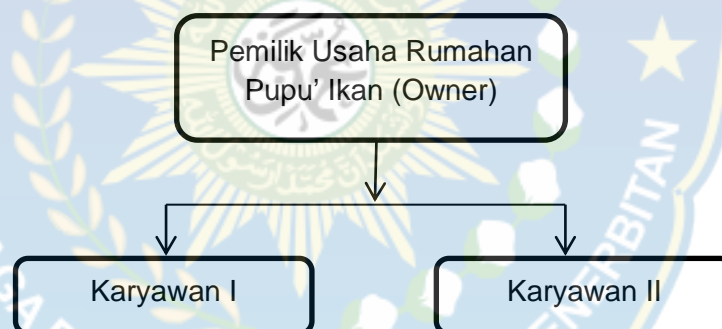 Pemilik Usaha Rumahan
Pupu’ Ikan (Owner)
Karyawan I
Karyawan II